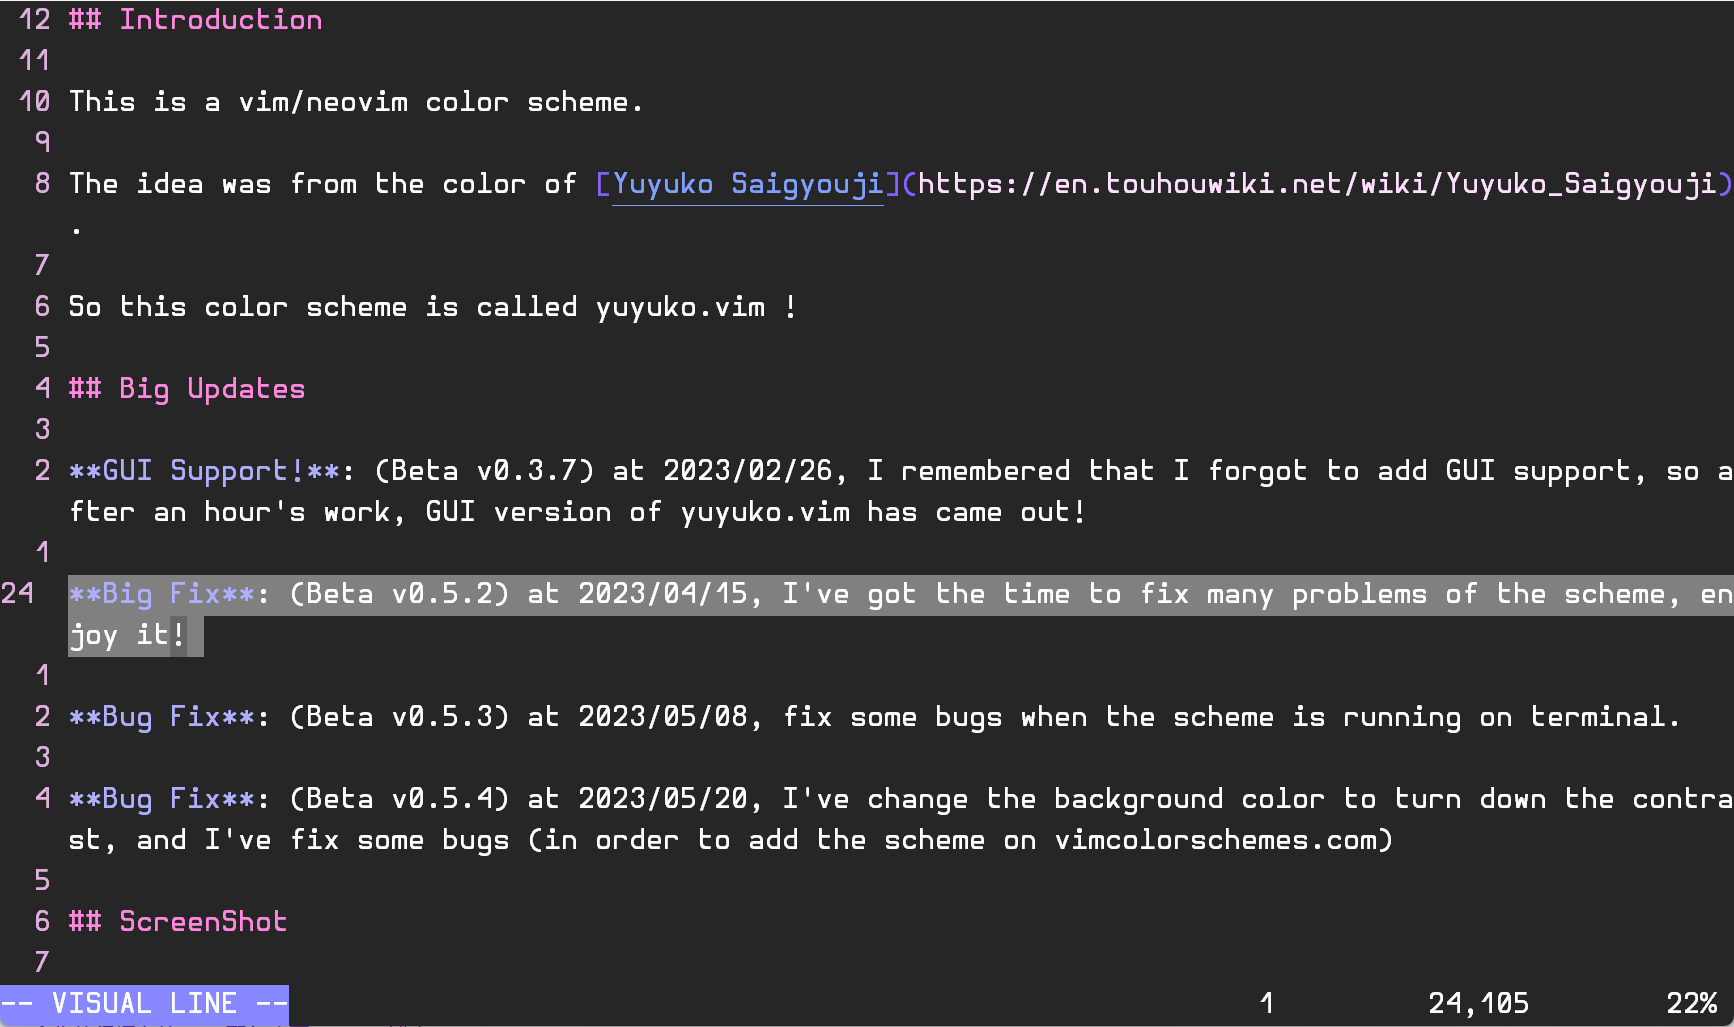 12 ## Introduction
11
10 This is a vim/neovim color scheme.
9
8 The idea was from the color of [Yuyuko Saigyouji](https://en.touhouwiki.net/wiki/Yuyuko_Saigyouji)
.
7
6 So this color scheme is called yuyuko.vim !
5
4 ## Big Updates
3
2 **GUI Support!**: (Beta v0.3.7) at 2023/02/26, I remembered that I forgot to add GUI support, so a
fter an hour's work, GUI version of yuyuko.vim has came out!
1
24 **Big Fix**: (Beta v0.5.2) at 2023/04/15, I've got the time to fix many problems of the scheme, en
joy it!
1
2 **Bug Fix**: (Beta v0.5.3) at 2023/05/08, fix some bugs when the scheme is running on terminal.
3
4 **Bug Fix**: (Beta v0.5.4) at 2023/05/20, I've change the background color to turn down the contra
st, and I've fix some bugs (in order to add the scheme on vimcolorschemes.com)
5
6 ## ScreenShot
7
-- VISUAL LINE -- 1 24,105 22%